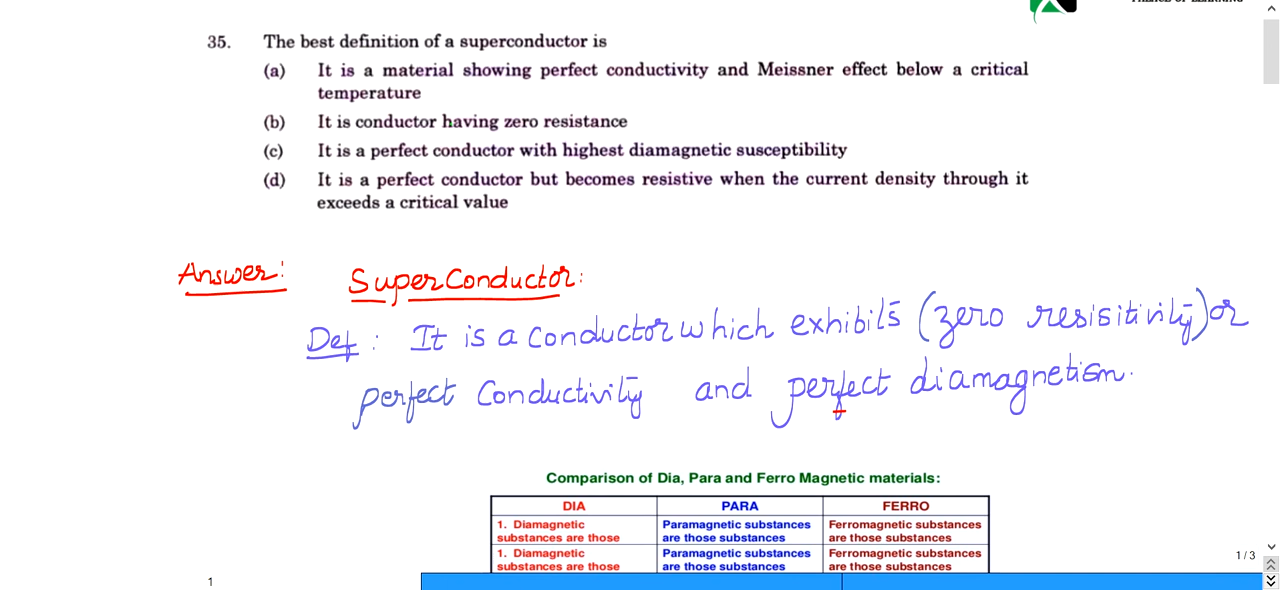 35. The best definition of a superconductor is
(a) It is a material showing perfect conductivity and Meissner effect below a critical
temperature
(b) It is conductor having zero resistance
(c) It is a perfect conductor with highest diamagnetic susceptibility
(d) It is a perfect conductor but becomes resistive when the current density through it
exceeds a critical value
Answer: SuperConductor:
Def: It is a conductor which exhibits (zero resisitivity) or
perfect Conductivity and perfect diamagnetism.
Comparison of Dia, Para and Ferro Magnetic materials:
DIA PARA FERRO
1. Diamagnetic Paramagnetic substances Ferromagnetic substances
substances are those are those substances are those substances
1. Diamagnetic Paramagnetic substances Ferromagnetic substances
substances are those are those substances are those substances
1 / 3
1